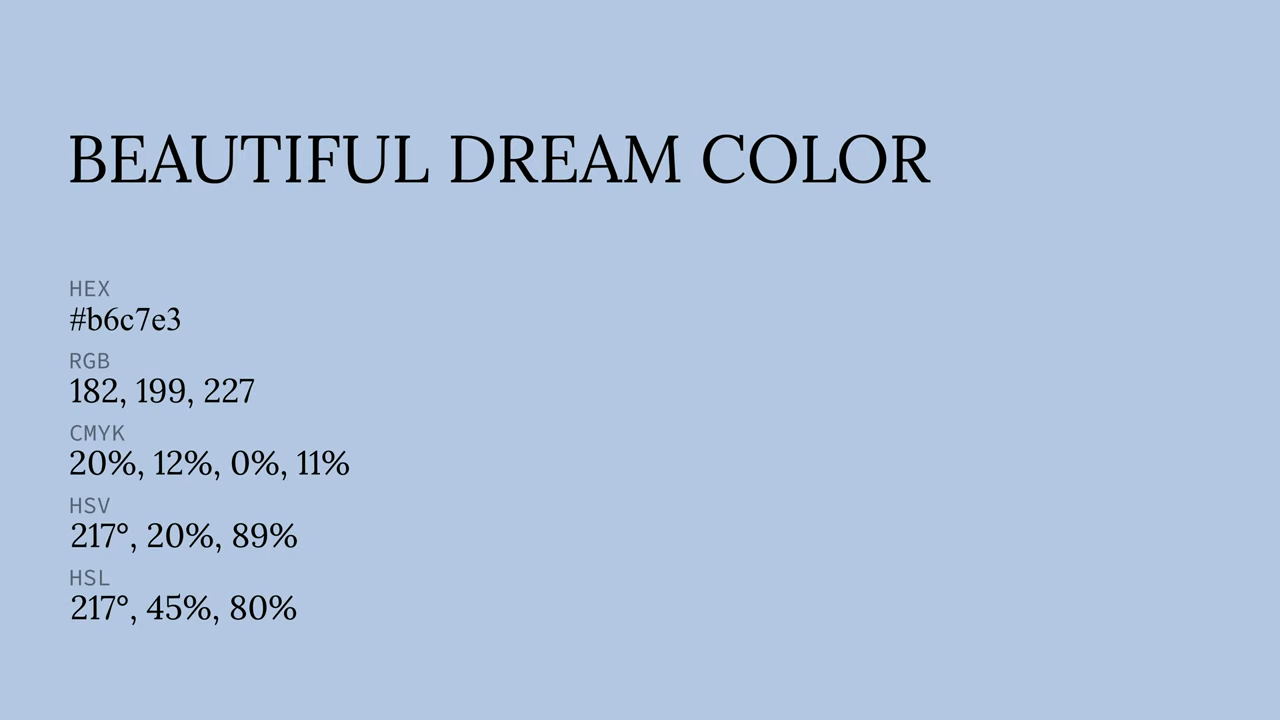 BEAUTIFUL DREAM COLOR
HEX
#b6c7e3
RGB
182, 199, 227
CMYK
20%, 12%, 0%, 11%
HSV
217°, 20%, 89%
HSL
217°, 45%, 80%